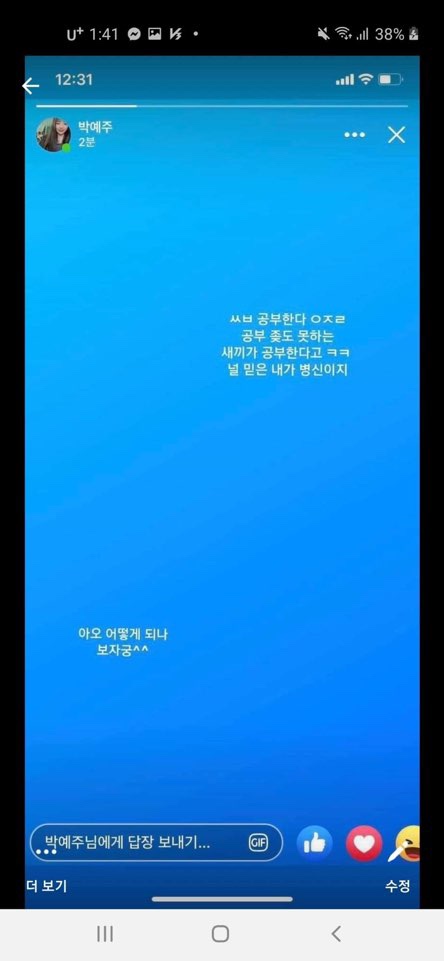 U+ 1:41
38%
12:31
박예주
2분
ㅆㅂ 공부한다 ㅇㅈㄹ
공부 좆도 못하는
새끼가 공부한다고 ㅋㅋ
널 믿은 내가 병신이지
아오 어떻게 되나
보자궁^^
박예주님에게 답장 보내기...
GIF
더 보기
수정